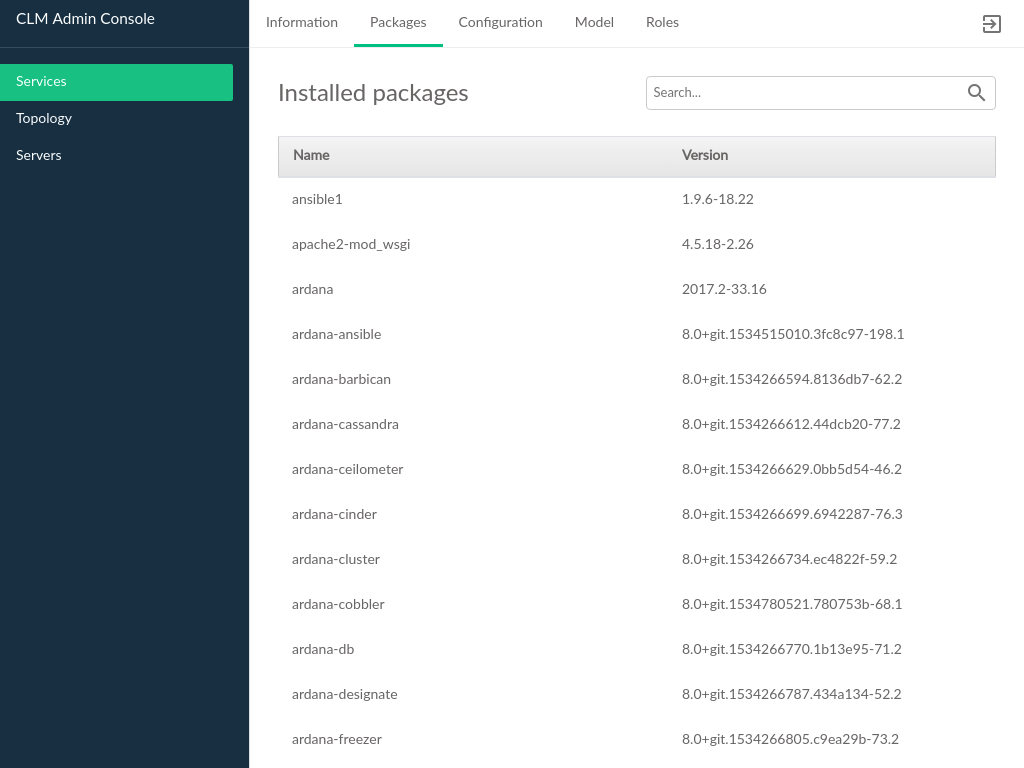 CLM Admin Console
Information Packages Configuration Model Roles
Services
Topology
Servers
Installed packages
Search...
Name Version
ansible1 1.9.6-18.22
apache2-mod_wsgi 4.5.18-2.26
ardana 2017.2-33.16
ardana-ansible 8.0+git.1534515010.3fc8c97-198.1
ardana-barbican 8.0+git.1534266594.8136db7-62.2
ardana-cassandra 8.0+git.1534266612.44dcb20-77.2
ardana-ceilometer 8.0+git.1534266629.0bb5d54-46.2
ardana-cinder 8.0+git.1534266699.6942287-76.3
ardana-cluster 8.0+git.1534266734.ec4822f-59.2
ardana-cobbler 8.0+git.1534780521.780753b-68.1
ardana-db 8.0+git.1534266770.1b13e95-71.2
ardana-designate 8.0+git.1534266787.434a134-52.2
ardana-freezer 8.0+git.1534266805.c9ea29b-73.2